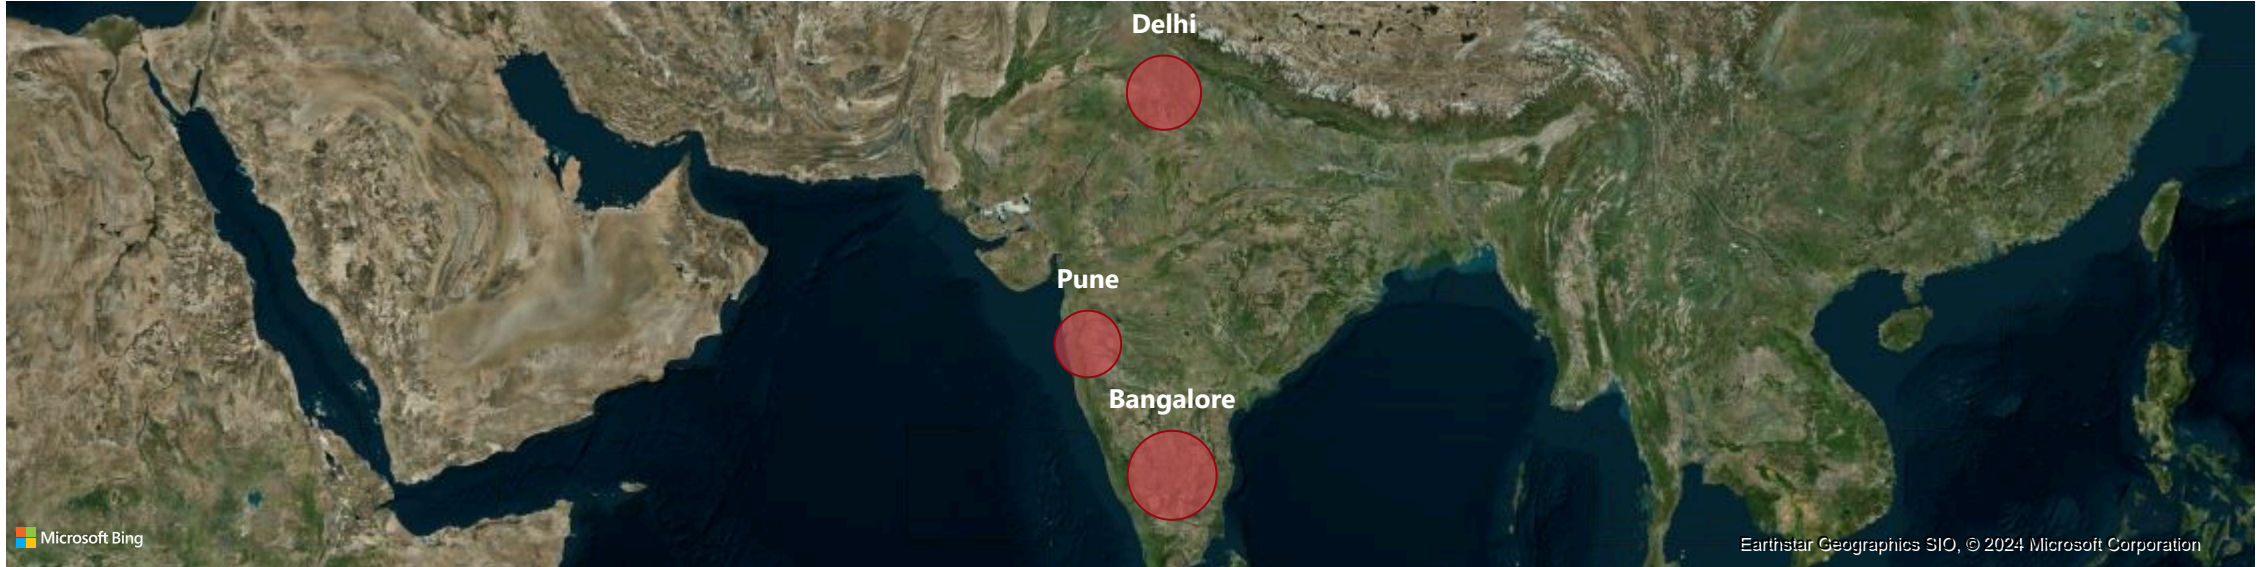 Delhi
Pune
Bangalore
Microsoft Bing
Earthstar Geographics SIO, © 2024 Microsoft Corporation